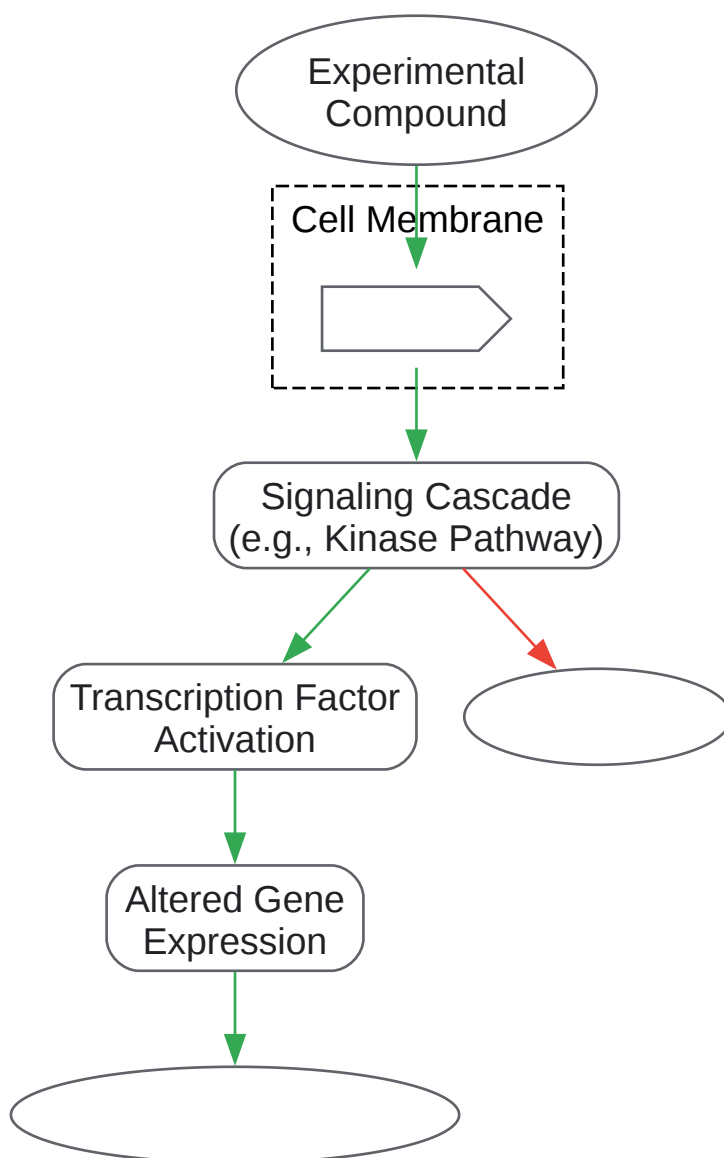 Experimental
Compound
Cell Membrane
Signaling Cascade
(e.g., Kinase Pathway)
Transcription Factor
Activation
Altered Gene
Expression